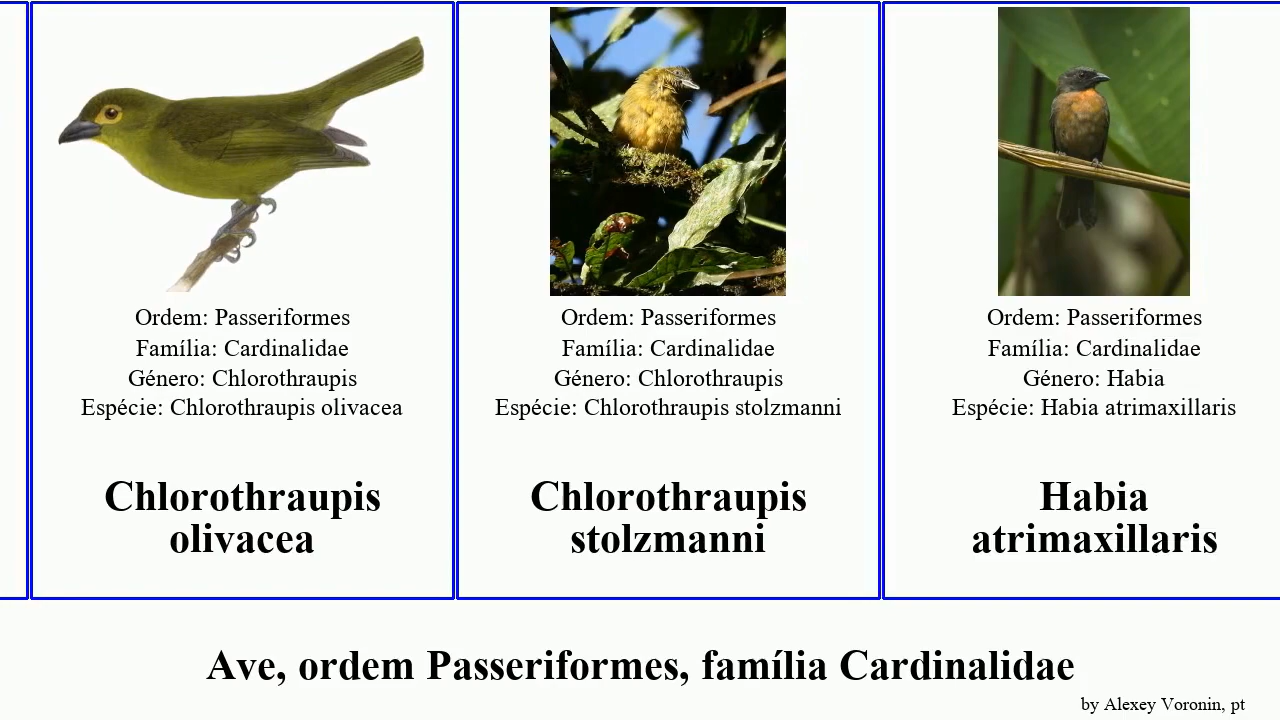 Ordem: Passeriformes
Família: Cardinalidae
Género: Chlorothraupis
Espécie: Chlorothraupis olivacea
Chlorothraupis
olivacea
Ordem: Passeriformes
Família: Cardinalidae
Género: Chlorothraupis
Espécie: Chlorothraupis stolzmanni
Chlorothraupis
stolzmanni
Ordem: Passeriformes
Família: Cardinalidae
Género: Habia
Espécie: Habia atrimaxillaris
Habia
atrimaxillaris
Ave, ordem Passeriformes, família Cardinalidae
by Alexey Voronin, pt